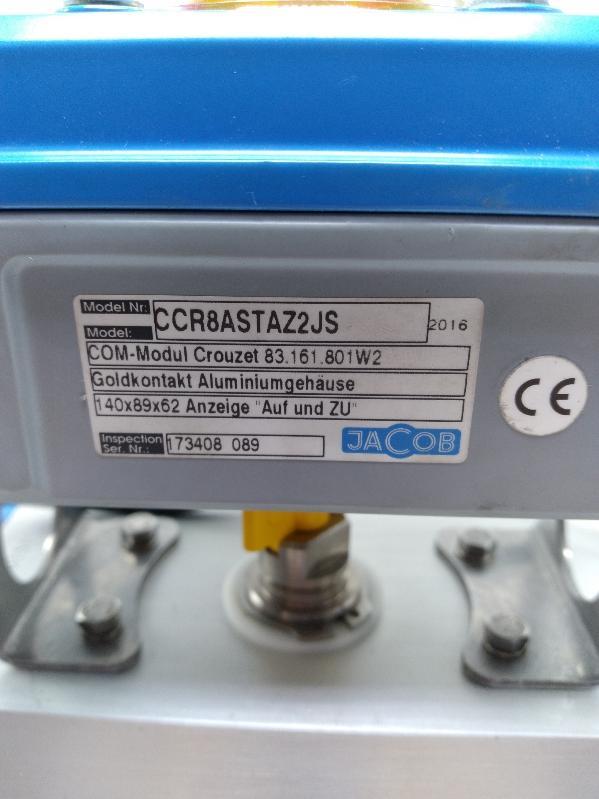 Model Nr:
Model:
CCR8ASTAZ2JS
2016
COM-Modul Crouzet 83.161.801W2
Goldkontakt Aluminiumgehäuse
140x89x62 Anzeige "Auf und ZU"
Inspection
Ser. Nr.:
173408 089
JACOB
CE